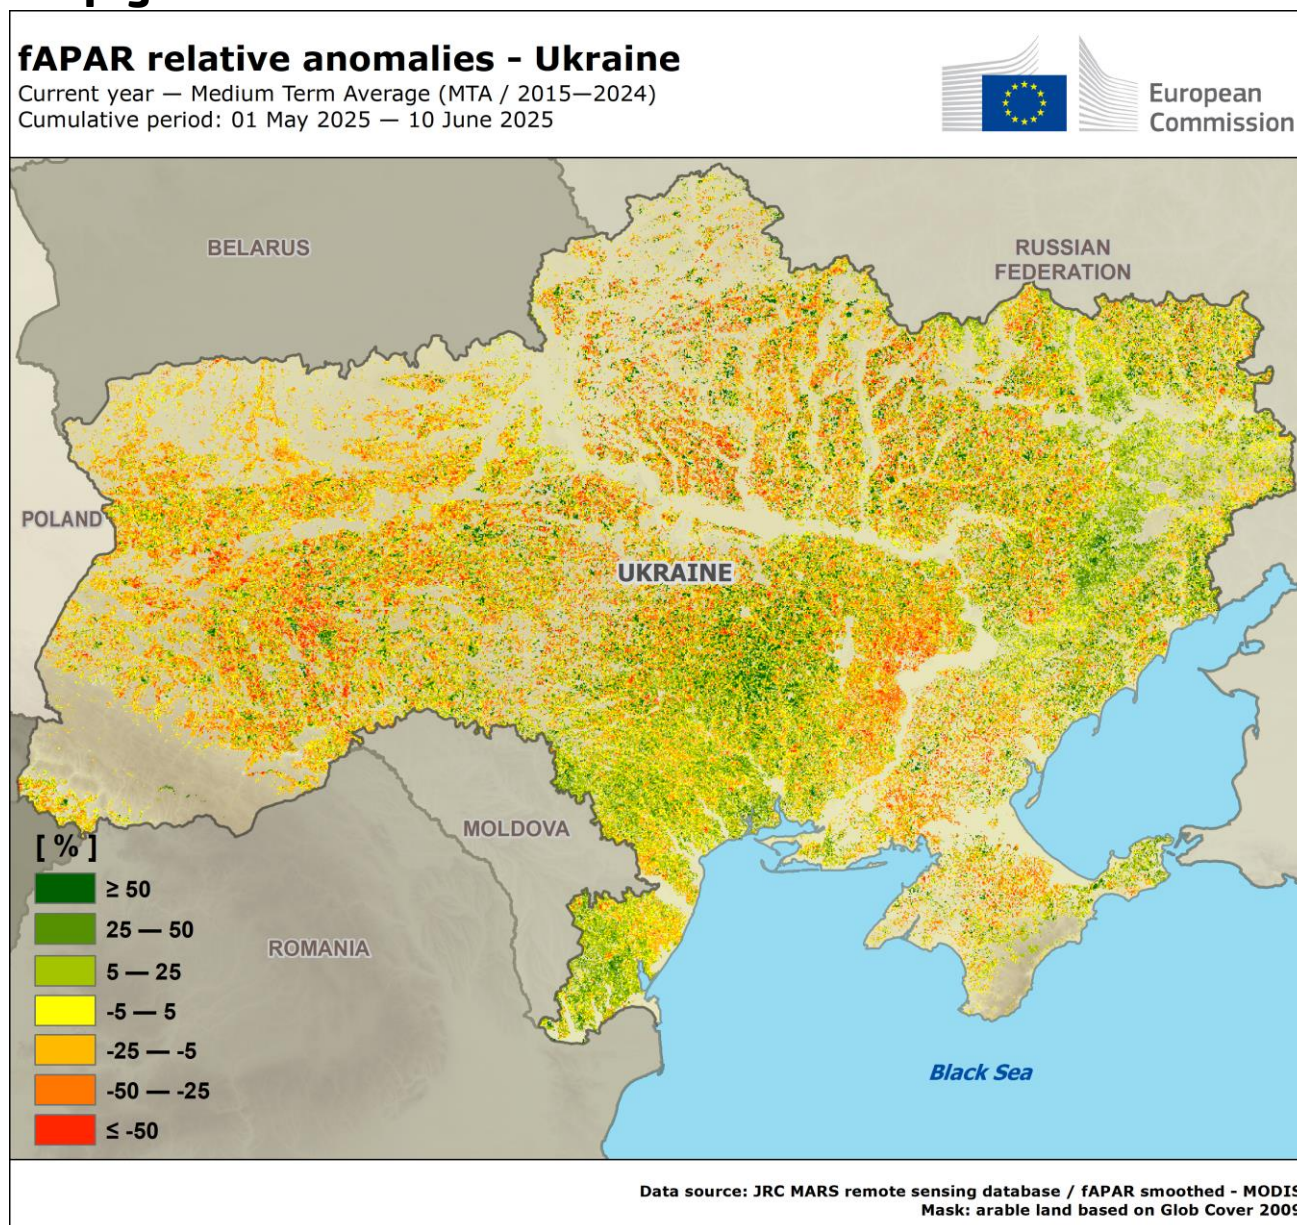 fAPAR relative anomalies - Ukraine
Current year — Medium Term Average (MTA / 2015—2024)
Cumulative period: 01 May 2025 — 10 June 2025
European
Commission
BELARUS
RUSSIAN
FEDERATION
POLAND
UKRAINE
MOLDOVA
ROMANIA
Black Sea
[ % ]
≥ 50
25 — 50
5 — 25
-5 — 5
-25 — -5
-50 — -25
≤ -50
Data source: JRC MARS remote sensing database / fAPAR smoothed - MODIS
Mask: arable land based on Glob Cover 2009